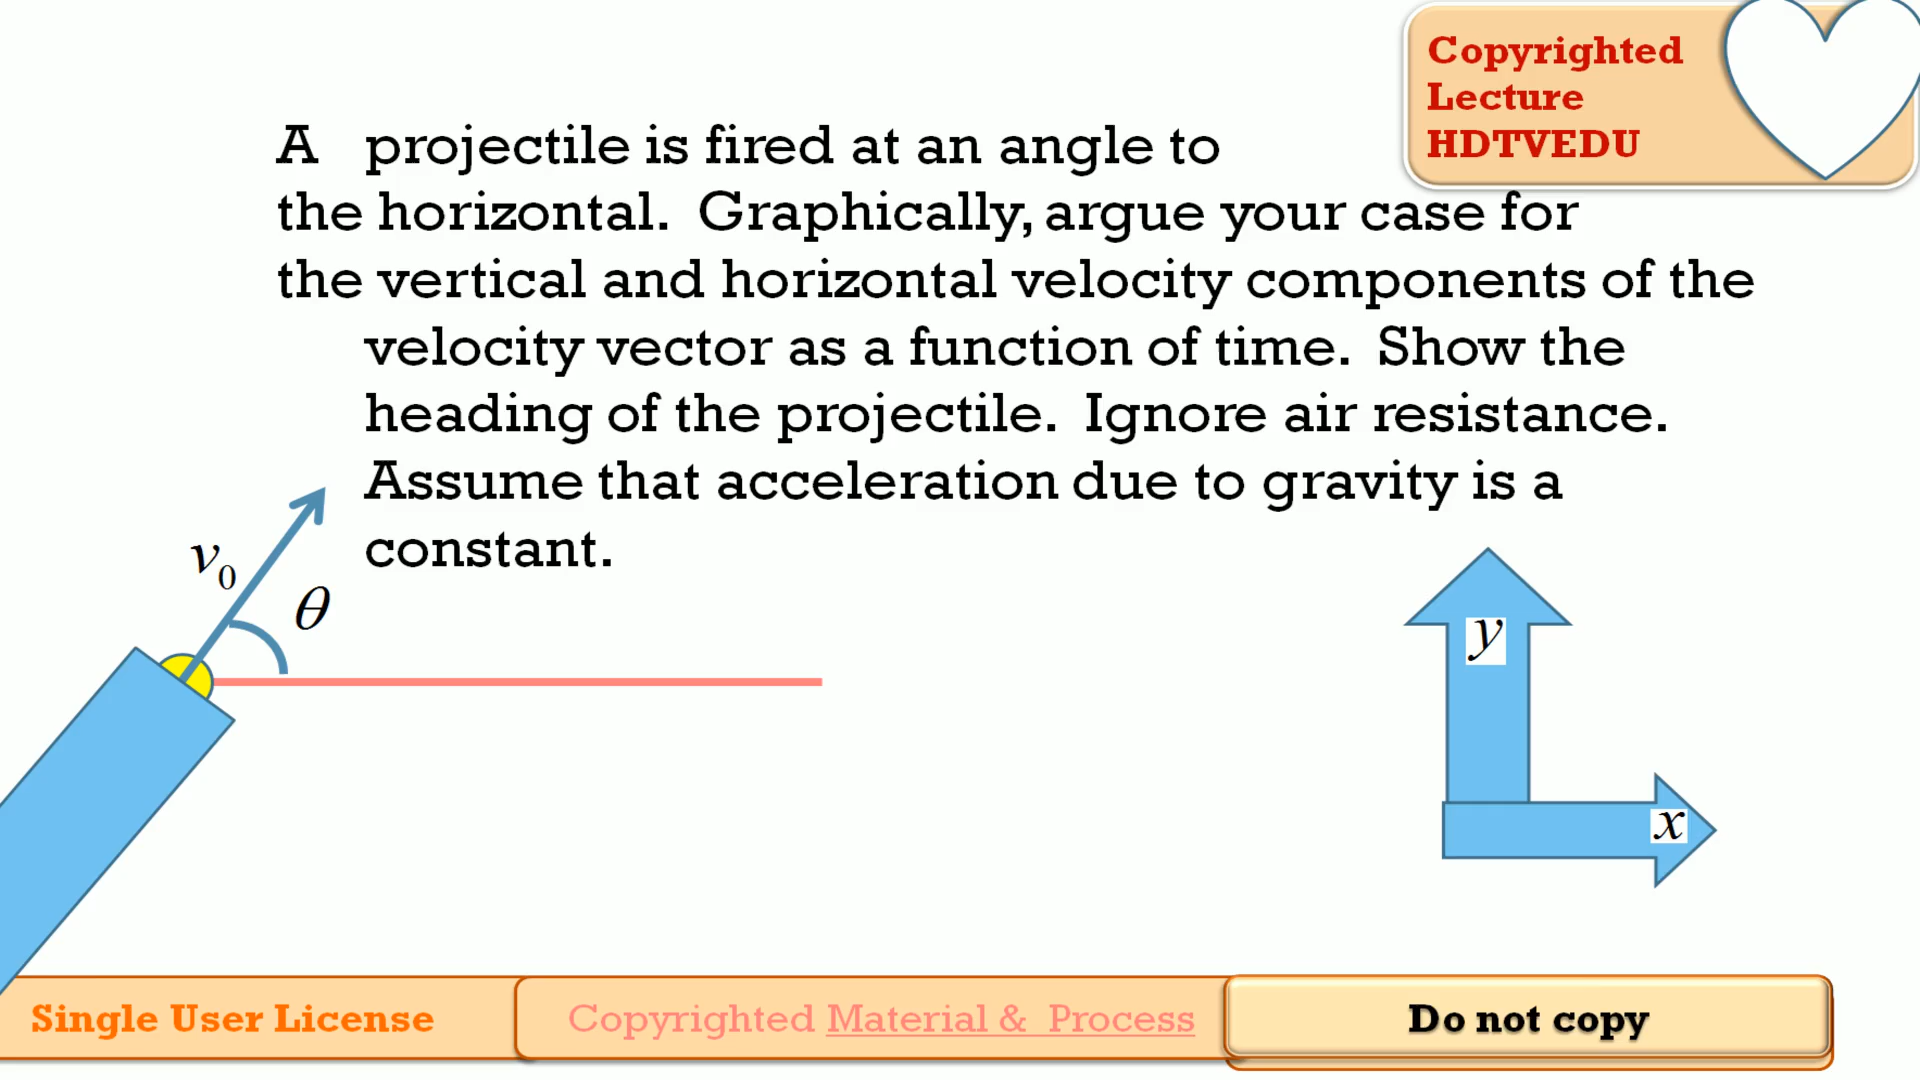 Copyrighted
Lecture
HDTVEDU
A projectile is fired at an angle to
the horizontal. Graphically, argue your case for
the vertical and horizontal velocity components of the
velocity vector as a function of time. Show the
heading of the projectile. Ignore air resistance.
Assume that acceleration due to gravity is a
constant.
v0
θ
y
x
Single User License
Copyrighted Material & Process
Do not copy